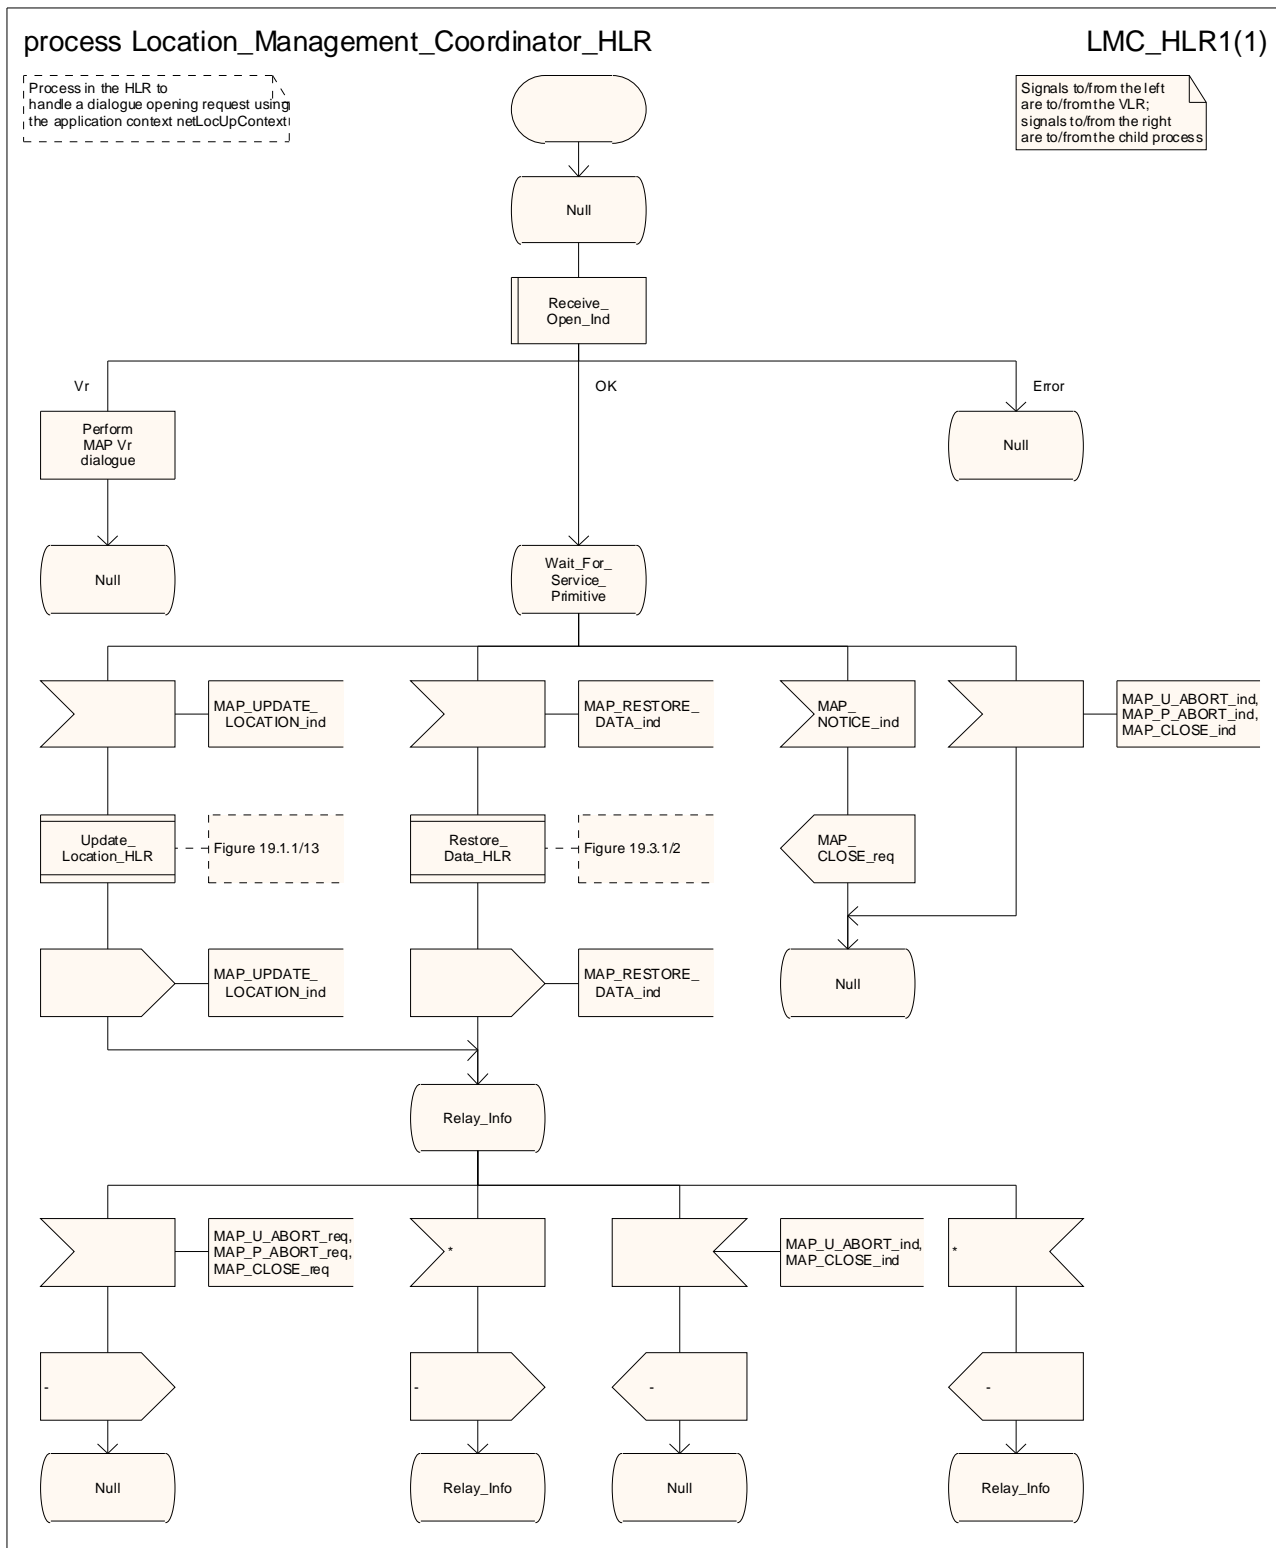 process Location_Management_Coordinator_HLR
LMC_HLR1(1)
Process in the HLR to
handle a dialogue opening request using
the application context netLocUpContext
Signals to/from the left
are to/from the VLR;
signals to/from the right
are to/from the child process
Null
Receive_
Open_Ind
Vr
OK
Error
Perform
MAP Vr
dialogue
Null
Null
Wait_For_
Service_
Primitive
MAP_UPDATE_
LOCATION_ind
MAP_RESTORE_
DATA_ind
MAP_
NOTICE_ind
MAP_U_ABORT_ind,
MAP_P_ABORT_ind,
MAP_CLOSE_ind
Update_
Location_HLR
Figure 19.1.1/13
Restore_
Data_HLR
Figure 19.3.1/2
MAP_
CLOSE_req
MAP_UPDATE_
LOCATION_ind
MAP_RESTORE_
DATA_ind
Null
Relay_Info
MAP_U_ABORT_req,
MAP_P_ABORT_req,
MAP_CLOSE_req
*
MAP_U_ABORT_ind,
MAP_CLOSE_ind
*
-
-
-
-
Null
Relay_Info
Null
Relay_Info